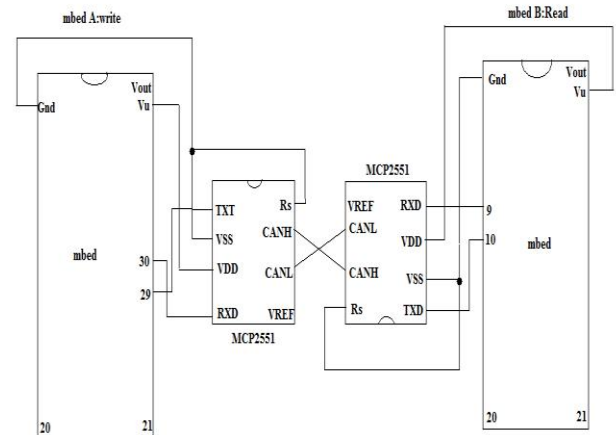 mbed A:write
mbed B:Read
Gnd
Vout
Vu
mbed
30
29
20
21
TXT
VSS
VDD
RXD
Rs
CANH
CANL
VREF
MCP2551
MCP2551
VREF
CANL
CANH
Rs
RXD
VDD
VSS
TXD
Gnd
Vout
Vu
9
10
mbed
20
21